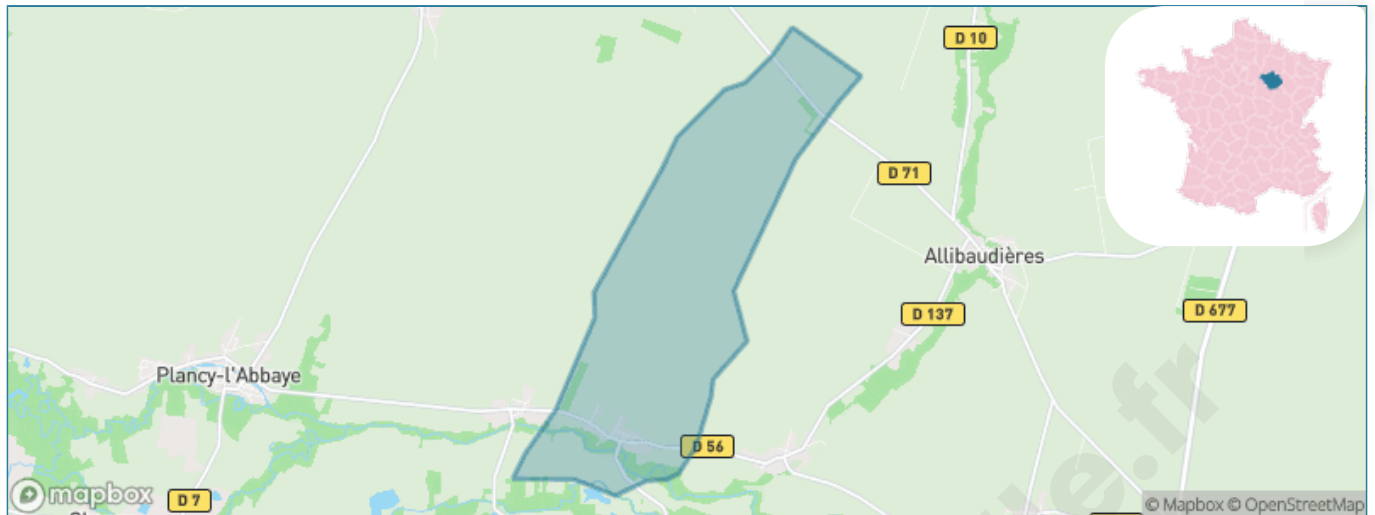 D 10
D 71
Allibaudières
D 677
D 137
Plancy-l'Abbaye
D 56
D 7
mapbox
© Mapbox © OpenStreetMap